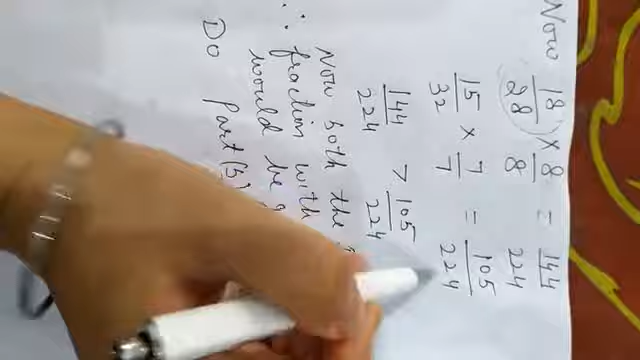 Now 18/28 × 8/8 = 144/224
15/32 × 7/7 = 105/224
144/224 > 105/224
Now both the
∴ fraction with
would be
Do part (5)